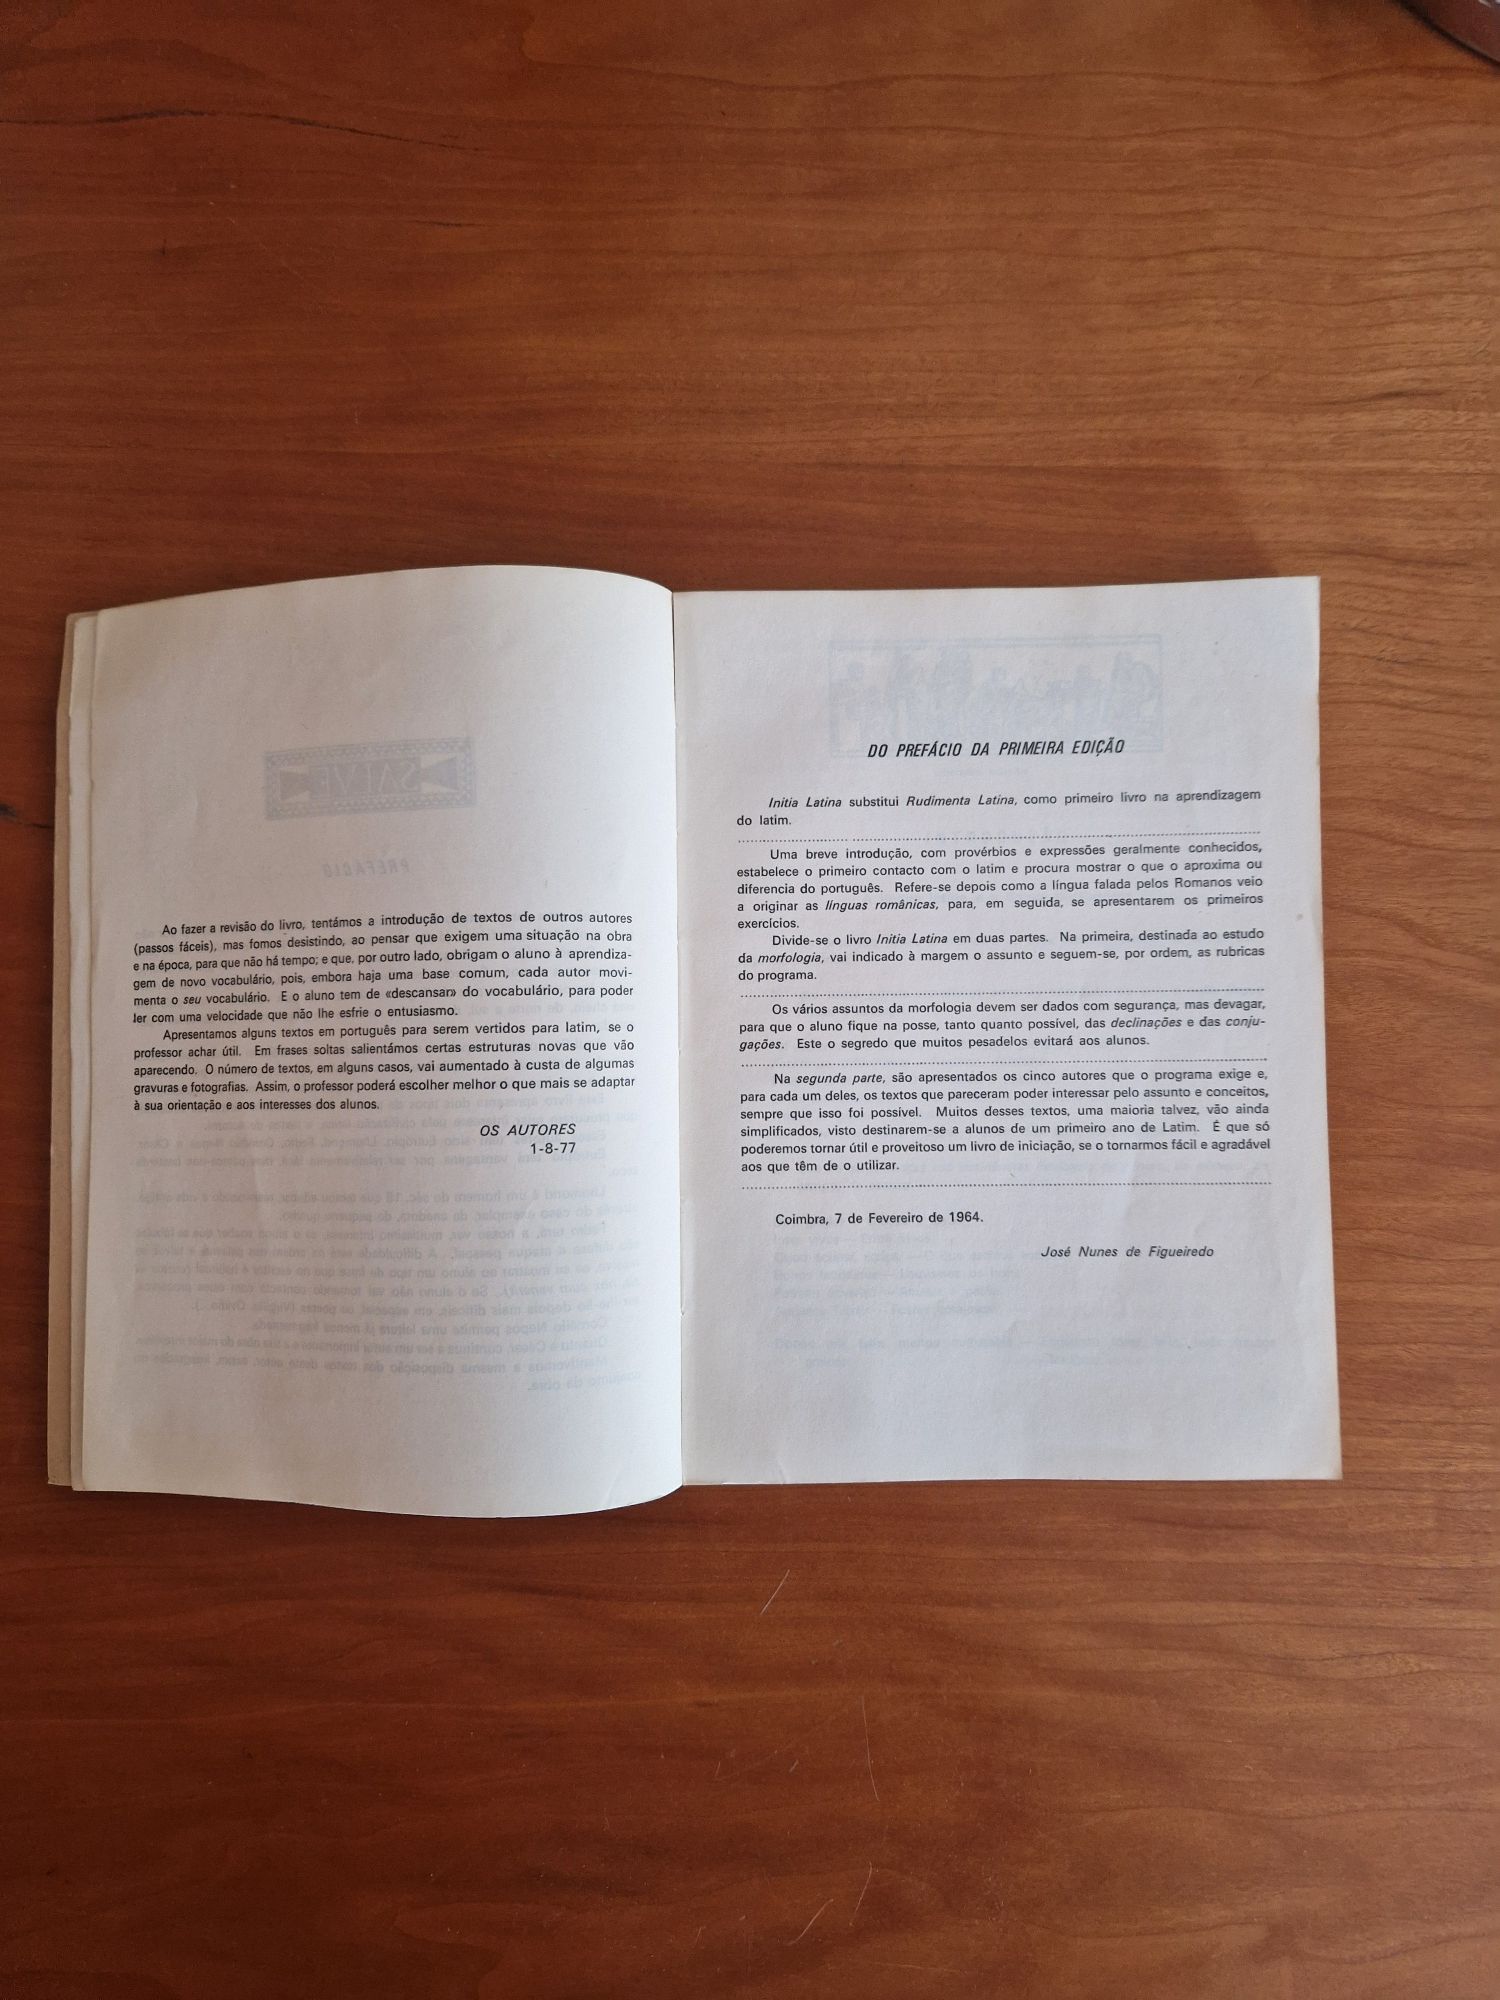 Ao fazer a revisão do livro, tentámos a introdução de textos de outros autores
(passos fáceis), mas fomos desistindo, ao pensar que exigem uma situação na obra
e na época, para que não há tempo; e que, por outro lado, obrigam o aluno à aprendiza-
gem de novo vocabulário, pois, embora haja uma base comum, cada autor movi-
menta o seu vocabulário. E o aluno tem de «descansar» do vocabulário, para poder
ler com uma velocidade que não lhe esfrie o entusiasmo.
Apresentamos alguns textos em português para serem vertidos para latim, se o
professor achar útil. Em frases soltas salientámos certas estruturas novas que vão
aparecendo. O número de textos, em alguns casos, vai aumentado à custa de algumas
gravuras e fotografias. Assim, o professor poderá escolher melhor o que mais se adaptar
à sua orientação e aos interesses dos alunos.
OS AUTORES
1-8-77
DO PREFÁCIO DA PRIMEIRA EDIÇÃO
Initia Latina substitui Rudimenta Latina, como primeiro livro na aprendizagem
do latim.
Uma breve introdução, com provérbios e expressões geralmente conhecidos,
estabelece o primeiro contacto com o latim e procura mostrar o que o aproxima ou
diferencia do português. Refere-se depois como a língua falada pelos Romanos veio
a originar as línguas românicas, para, em seguida, se apresentarem os primeiros
exercícios.
Divide-se o livro Initia Latina em duas partes. Na primeira, destinada ao estudo
da morfologia, vai indicado à margem o assunto e seguem-se, por ordem, as rubricas
do programa.
Os vários assuntos da morfologia devem ser dados com segurança, mas devagar,
para que o aluno fique na posse, tanto quanto possível, das declinações e das conju-
gações. Este o segredo que muitos pesadelos evitará aos alunos.
Na segunda parte, são apresentados os cinco autores que o programa exige e,
para cada um deles, os textos que pareceram poder interessar pelo assunto e conceitos,
sempre que isso foi possível. Muitos desses textos, uma maioria talvez, vão ainda
simplificados, visto destinarem-se a alunos de um primeiro ano de Latim. É que só
poderemos tornar útil e proveitoso um livro de iniciação, se o tornarmos fácil e agradável
aos que têm de o utilizar.
Coimbra, 7 de Fevereiro de 1964.
José Nunes de Figueiredo